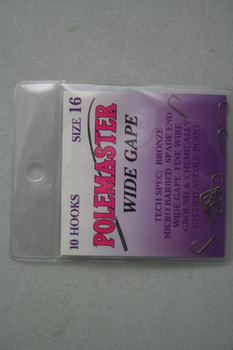 10 HOOKS SIZE 16
POLEMASTER
WIDE GAPE
TECH SPEC: BRONZE
MICRO BARBED SPADE END
WIDE GAPE FINE WIRE
GROUND & CHEMICALLY
POINT